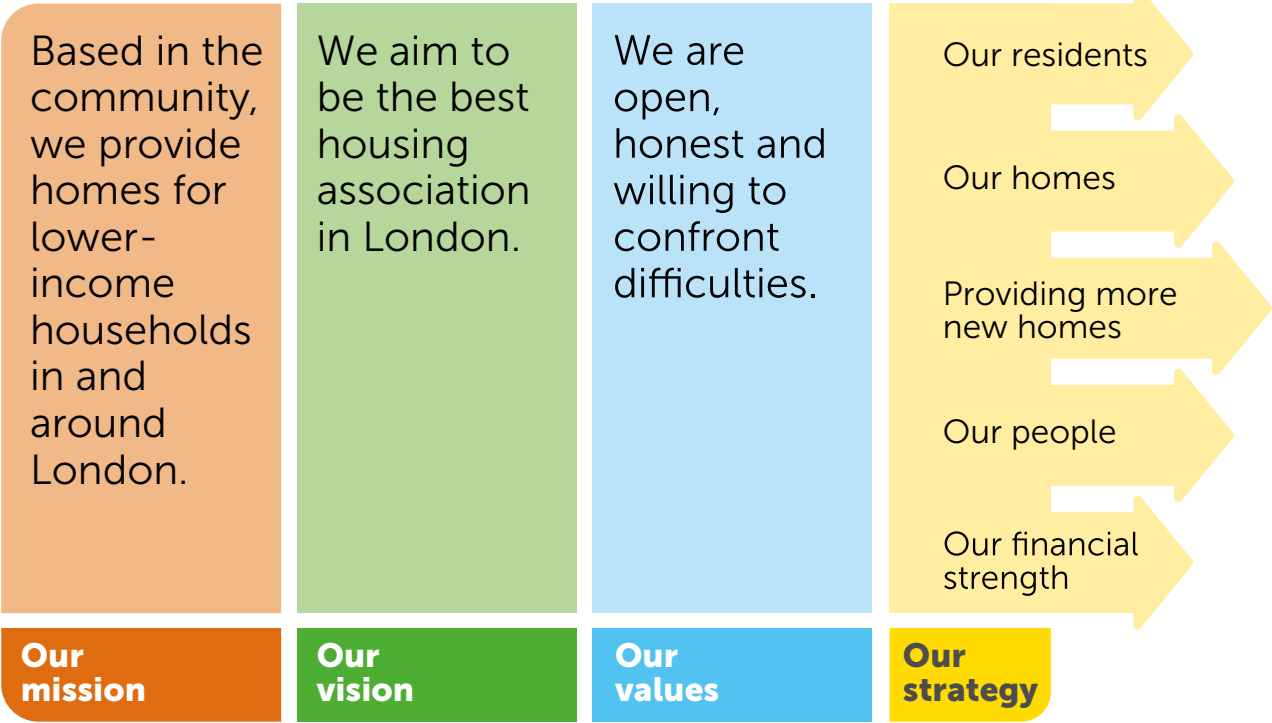 Based in the
community,
we provide
homes for
lower-
income
households
in and
around
London.
Our
mission
We aim to
be the best
housing
association
in London.
Our
vision
We are
open,
honest and
willing to
confront
difficulties.
Our
values
Our residents
Our homes
Providing more
new homes
Our people
Our financial
strength
Our
strategy